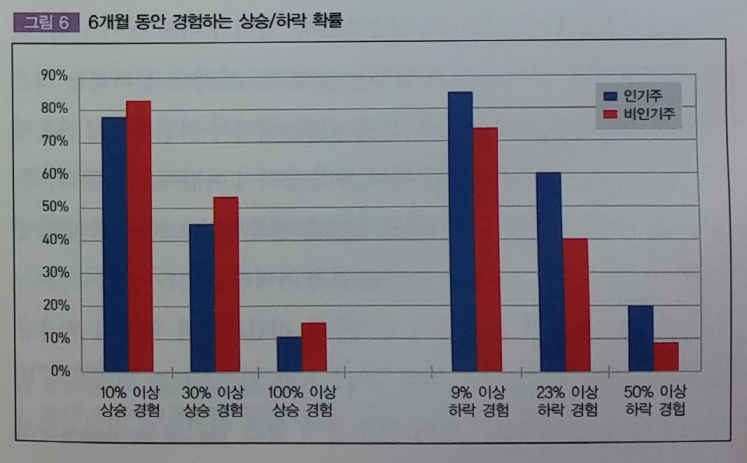 그림 6 6개월 동안 경험하는 상승/하락 확률
90%
80%
70%
60%
50%
40%
30%
20%
10%
0%
인기주
비인기주
10% 이상 30% 이상 100% 이상 9% 이상 23% 이상 50% 이상
상승 경험 상승 경험 상승 경험 하락 경험 하락 경험 하락 경험